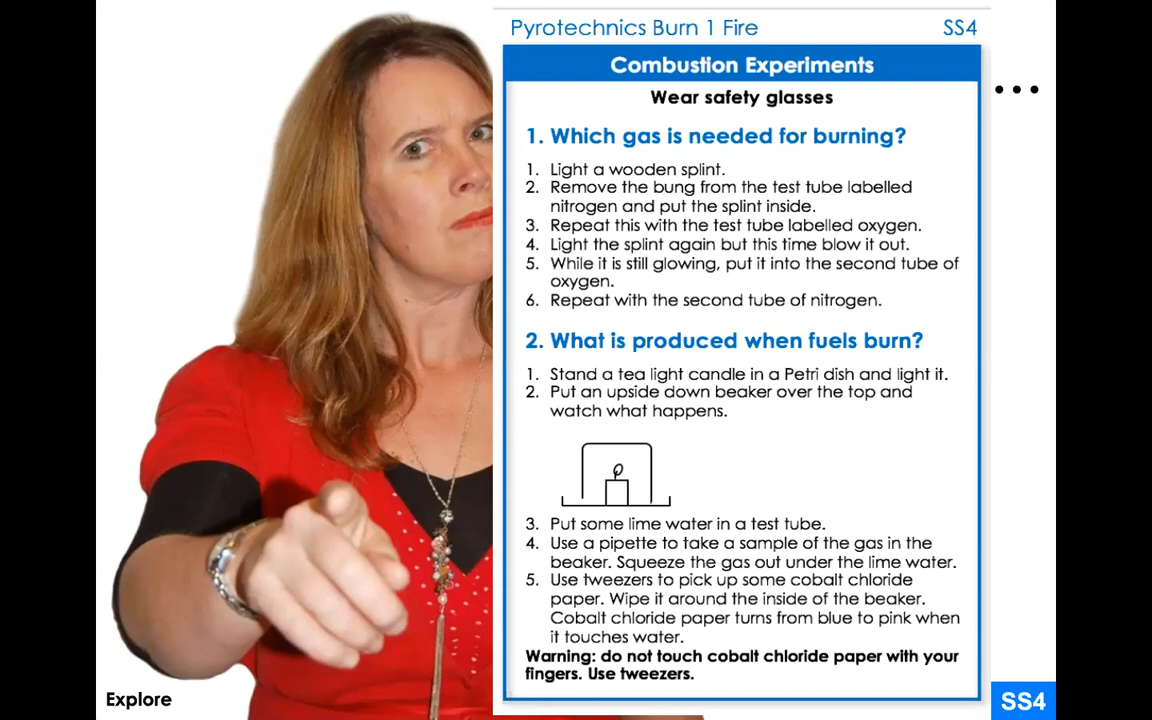 Pyrotechnics Burn 1 Fire SS4
Combustion Experiments
Wear safety glasses
1. Which gas is needed for burning?
1. Light a wooden splint.
2. Remove the bung from the test tube labelled
nitrogen and put the splint inside.
3. Repeat this with the test tube labelled oxygen.
4. Light the splint again but this time blow it out.
5. While it is still glowing, put it into the second tube of
oxygen.
6. Repeat with the second tube of nitrogen.
2. What is produced when fuels burn?
1. Stand a tea light candle in a Petri dish and light it.
2. Put an upside down beaker over the top and
watch what happens.
3. Put some lime water in a test tube.
4. Use a pipette to take a sample of the gas in the
beaker. Squeeze the gas out under the lime water.
5. Use tweezers to pick up some cobalt chloride
paper. Wipe it around the inside of the beaker.
Cobalt chloride paper turns from blue to pink when
it touches water.
Warning: do not touch cobalt chloride paper with your
fingers. Use tweezers.
...
Explore
SS4